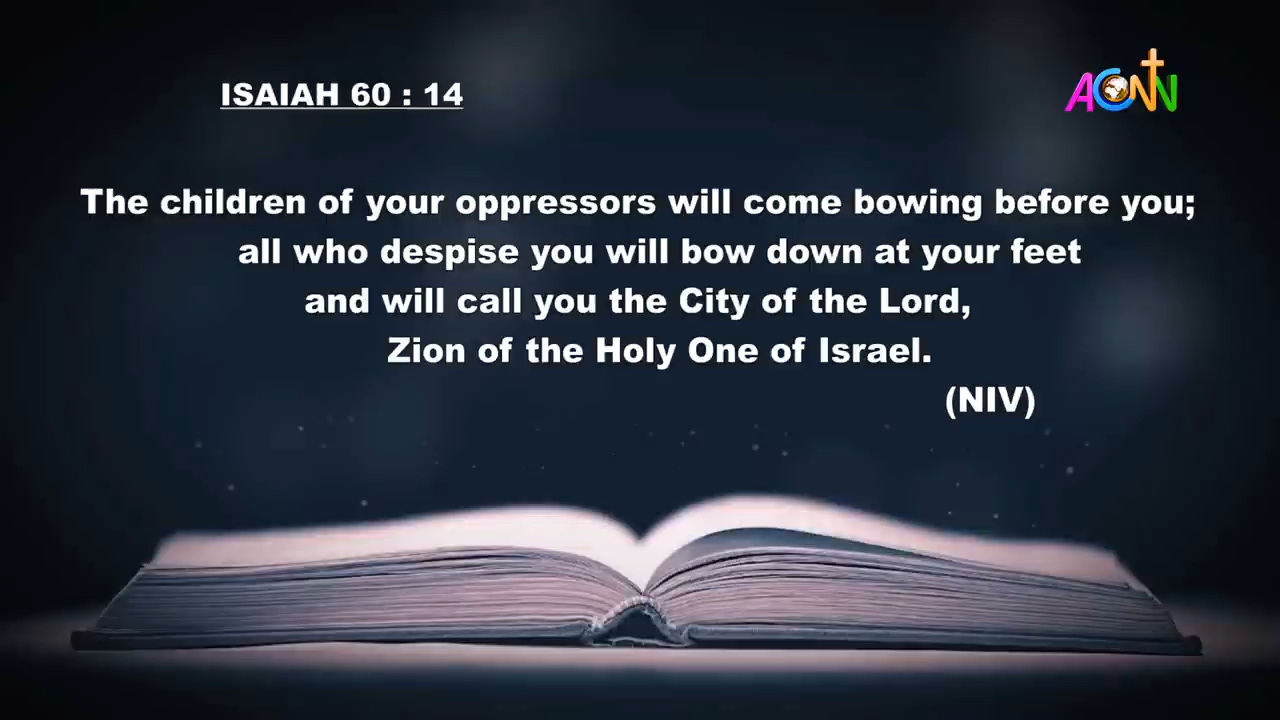 ISAIAH 60 : 14
ACNN
The children of your oppressors will come bowing before you;
all who despise you will bow down at your feet
and will call you the City of the Lord,
Zion of the Holy One of Israel.
(NIV)